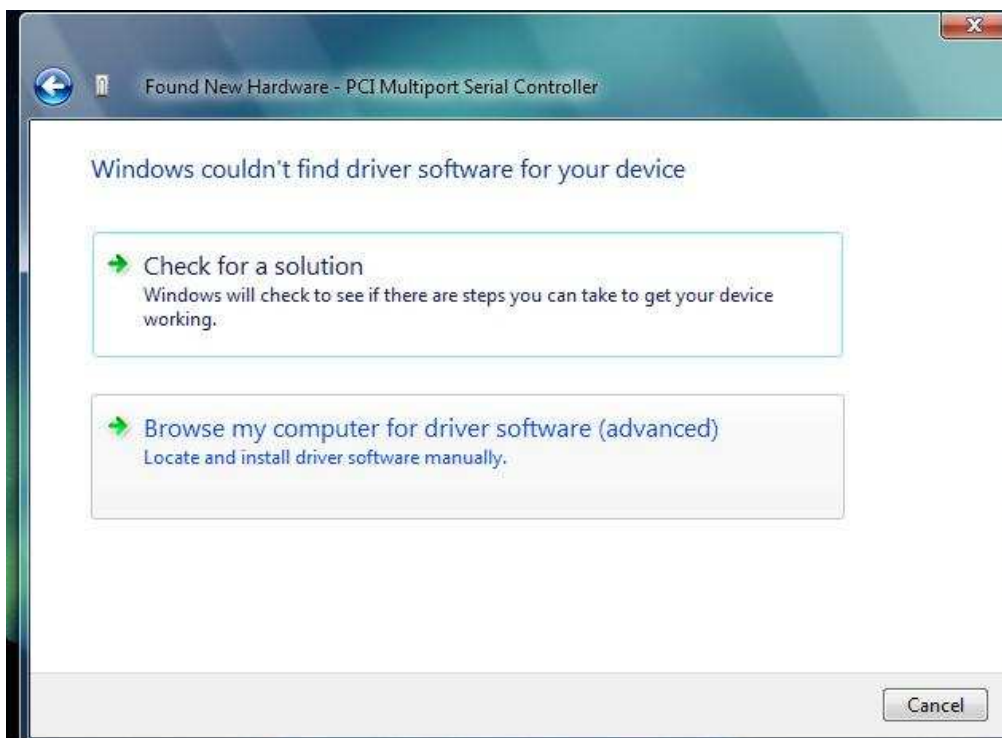 Found New Hardware - PCI Multiport Serial Controller
Windows couldn't find driver software for your device
Check for a solution
Windows will check to see if there are steps you can take to get your device
working.
Browse my computer for driver software (advanced)
Locate and install driver software manually.
Cancel